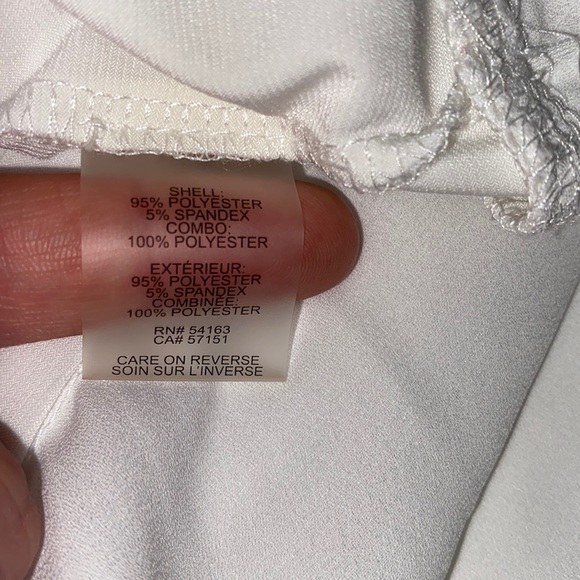 SHELL:
95% POLYESTER
5% SPANDEX
COMBO:
100% POLYESTER
EXTÉRIEUR:
95% POLYESTER
5% SPANDEX
COMBINÉE:
100% POLYESTER
RN# 54163
CA# 57151
CARE ON REVERSE
SOIN SUR L'INVERSE